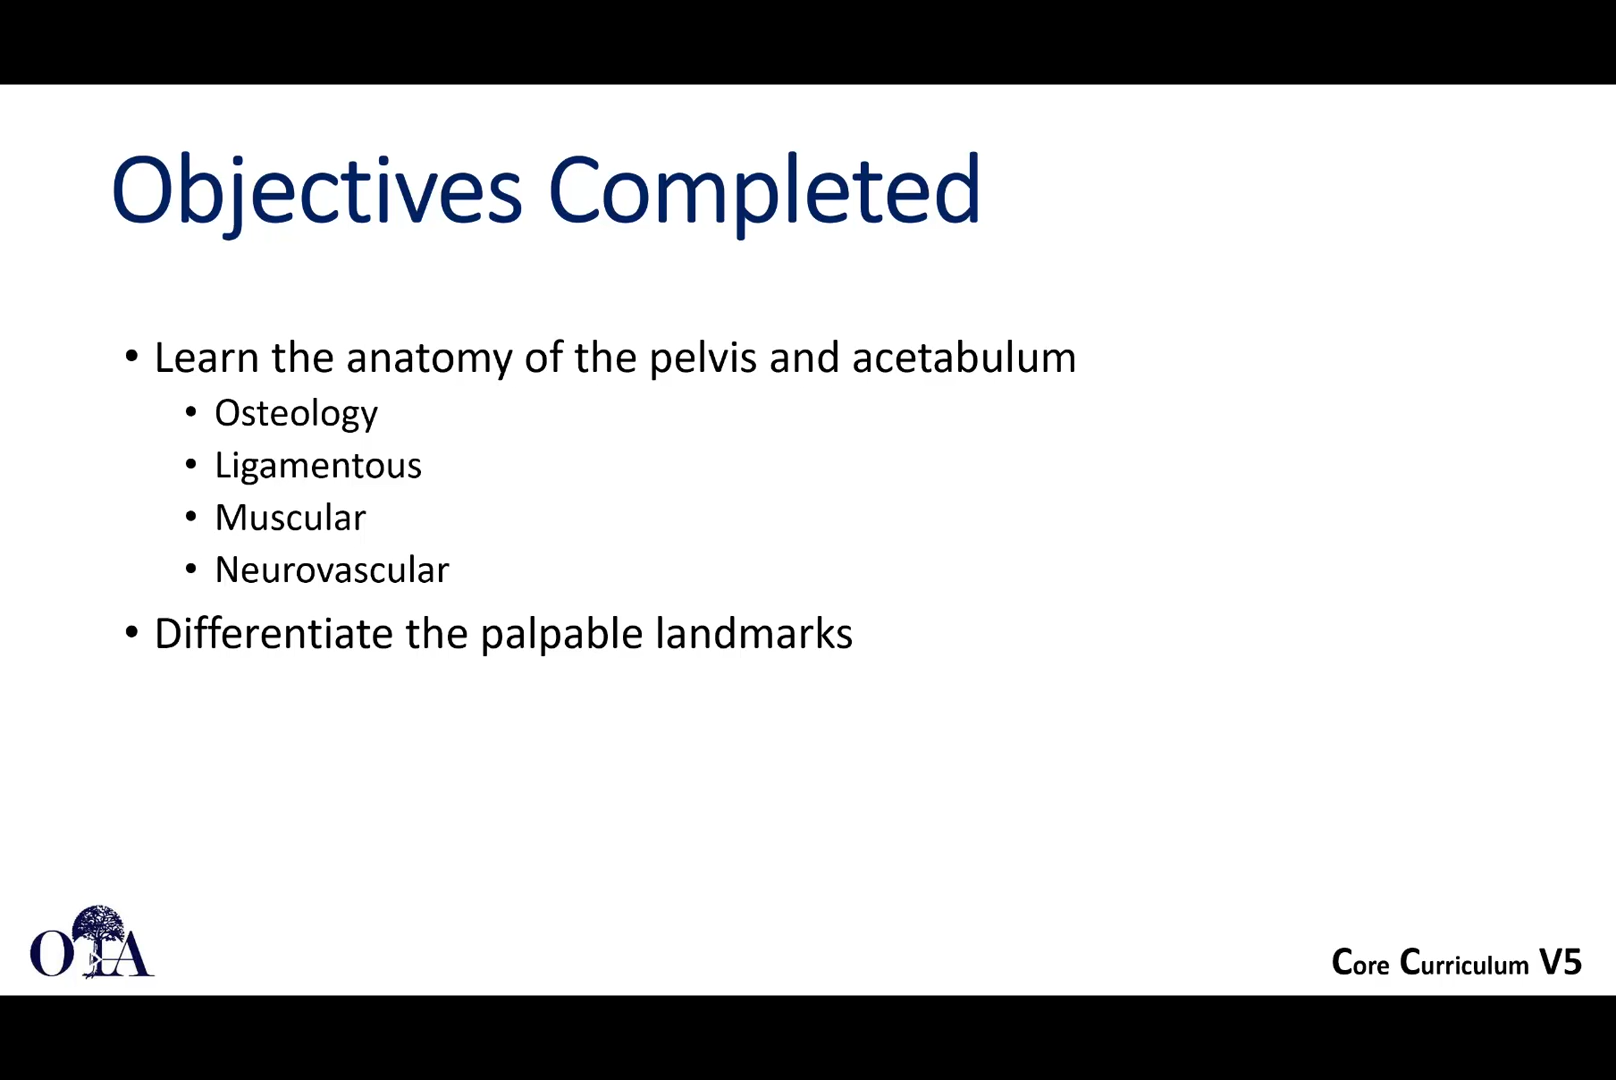 Objectives Completed
• Learn the anatomy of the pelvis and acetabulum
• Osteology
• Ligamentous
• Muscular
• Neurovascular
• Differentiate the palpable landmarks
OTA
Core Curriculum V5